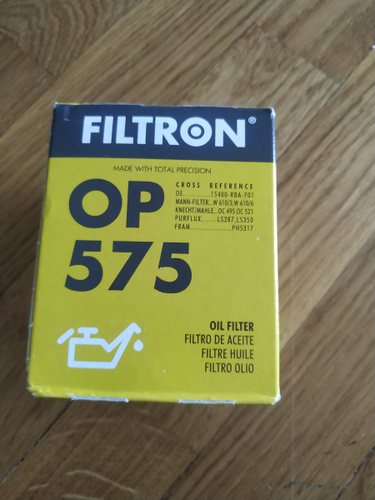 FILTRON®
MADE WITH TOTAL PRECISION
OP
575
CROSS REFERENCE
OE..........15400-RBA-F01
MANN-FILTER...W 610/3,W 610/6
KNECHT/MAHLE...OC 495,OC 521
PURFLUX........LS287,LS350
FRAM...............PH5317
OIL FILTER
FILTRO DE ACEITE
FILTRE HUILE
FILTRO OLIO